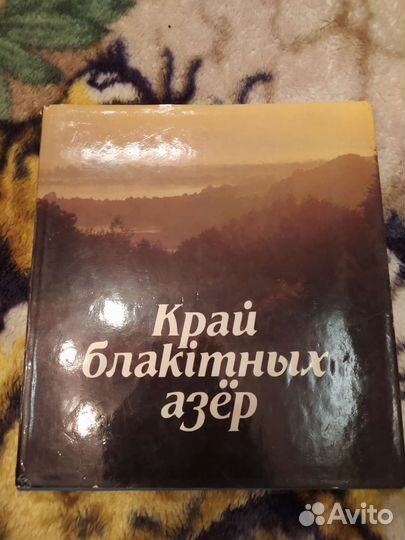 Край
блакітных
азёр
Avito